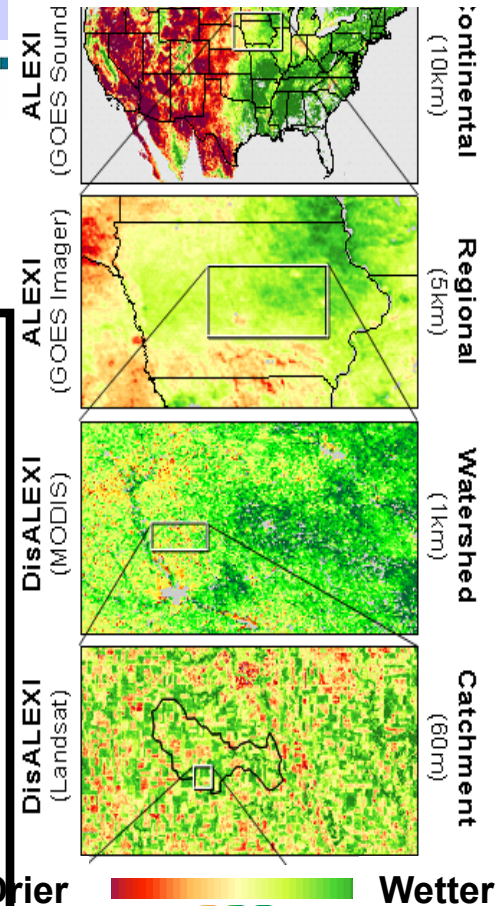 ALEXI
(GOES Sound
ontinental
(10km)
ALEXI
(GOES Imager)
Regional
(5km)
DisALEXI
(MODIS)
Watershed
(1km)
DisALEXI
(Landsat)
Catchment
(60m)
Drier
Wetter